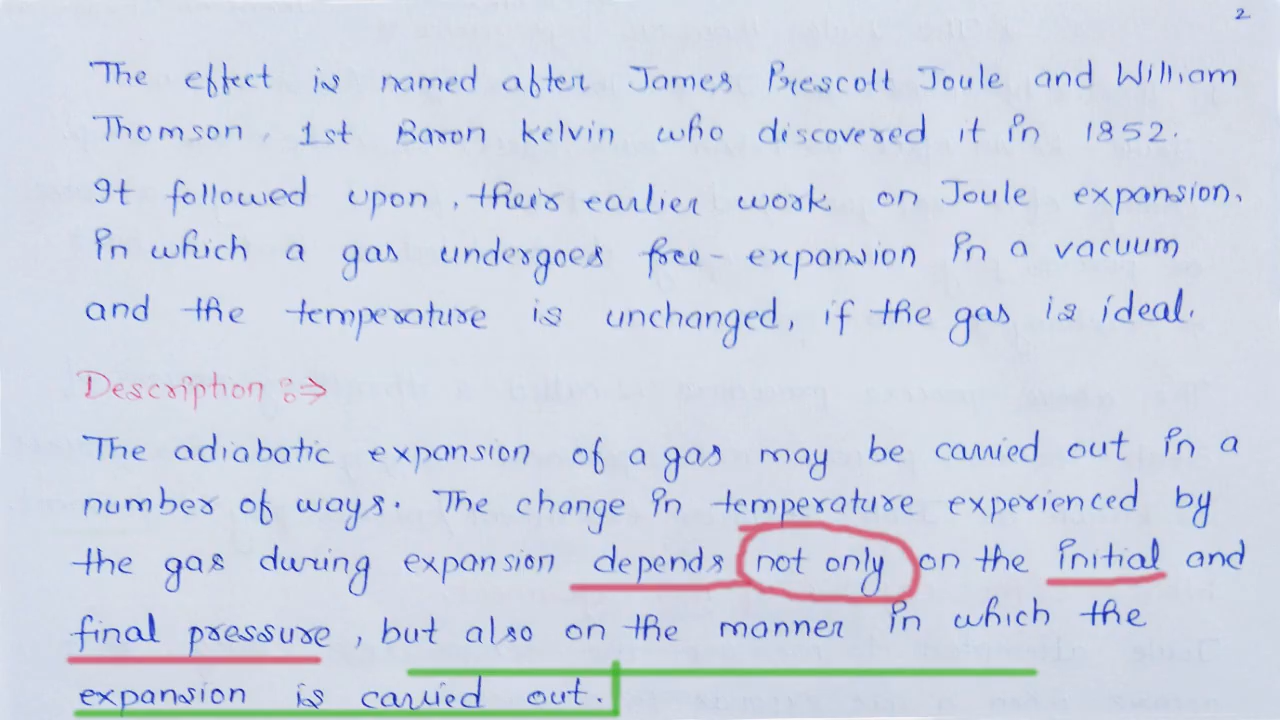 2
The effect is named after James Prescott Joule and William
Thomson, 1st Baron Kelvin who discovered it in 1852.
It followed upon, their earlier work on Joule expansion,
in which a gas undergoes free-expansion in a vacuum
and the temperature is unchanged, if the gas is ideal.
Description :⇒
The adiabatic expansion of a gas may be carried out in a
number of ways. The change in temperature experienced by
the gas during expansion depends not only on the initial and
final pressure, but also on the manner in which the
expansion is carried out.